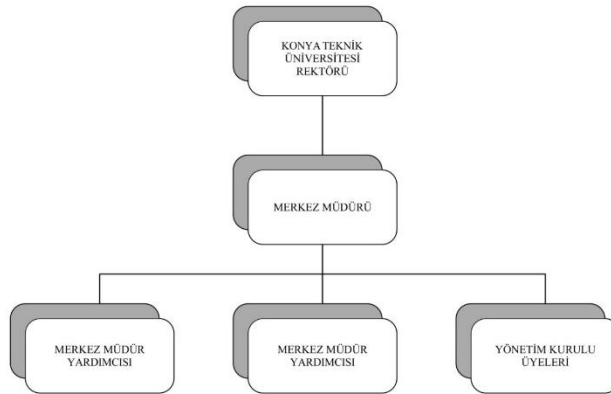 KONYA TEKNİK
ÜNİVERSİTESİ
REKTÖRÜ
MERKEZ MÜDÜRÜ
MERKEZ MÜDÜR
YARDIMCISI
MERKEZ MÜDÜR
YARDIMCISI
YÖNETİM KURULU
ÜYELERİ